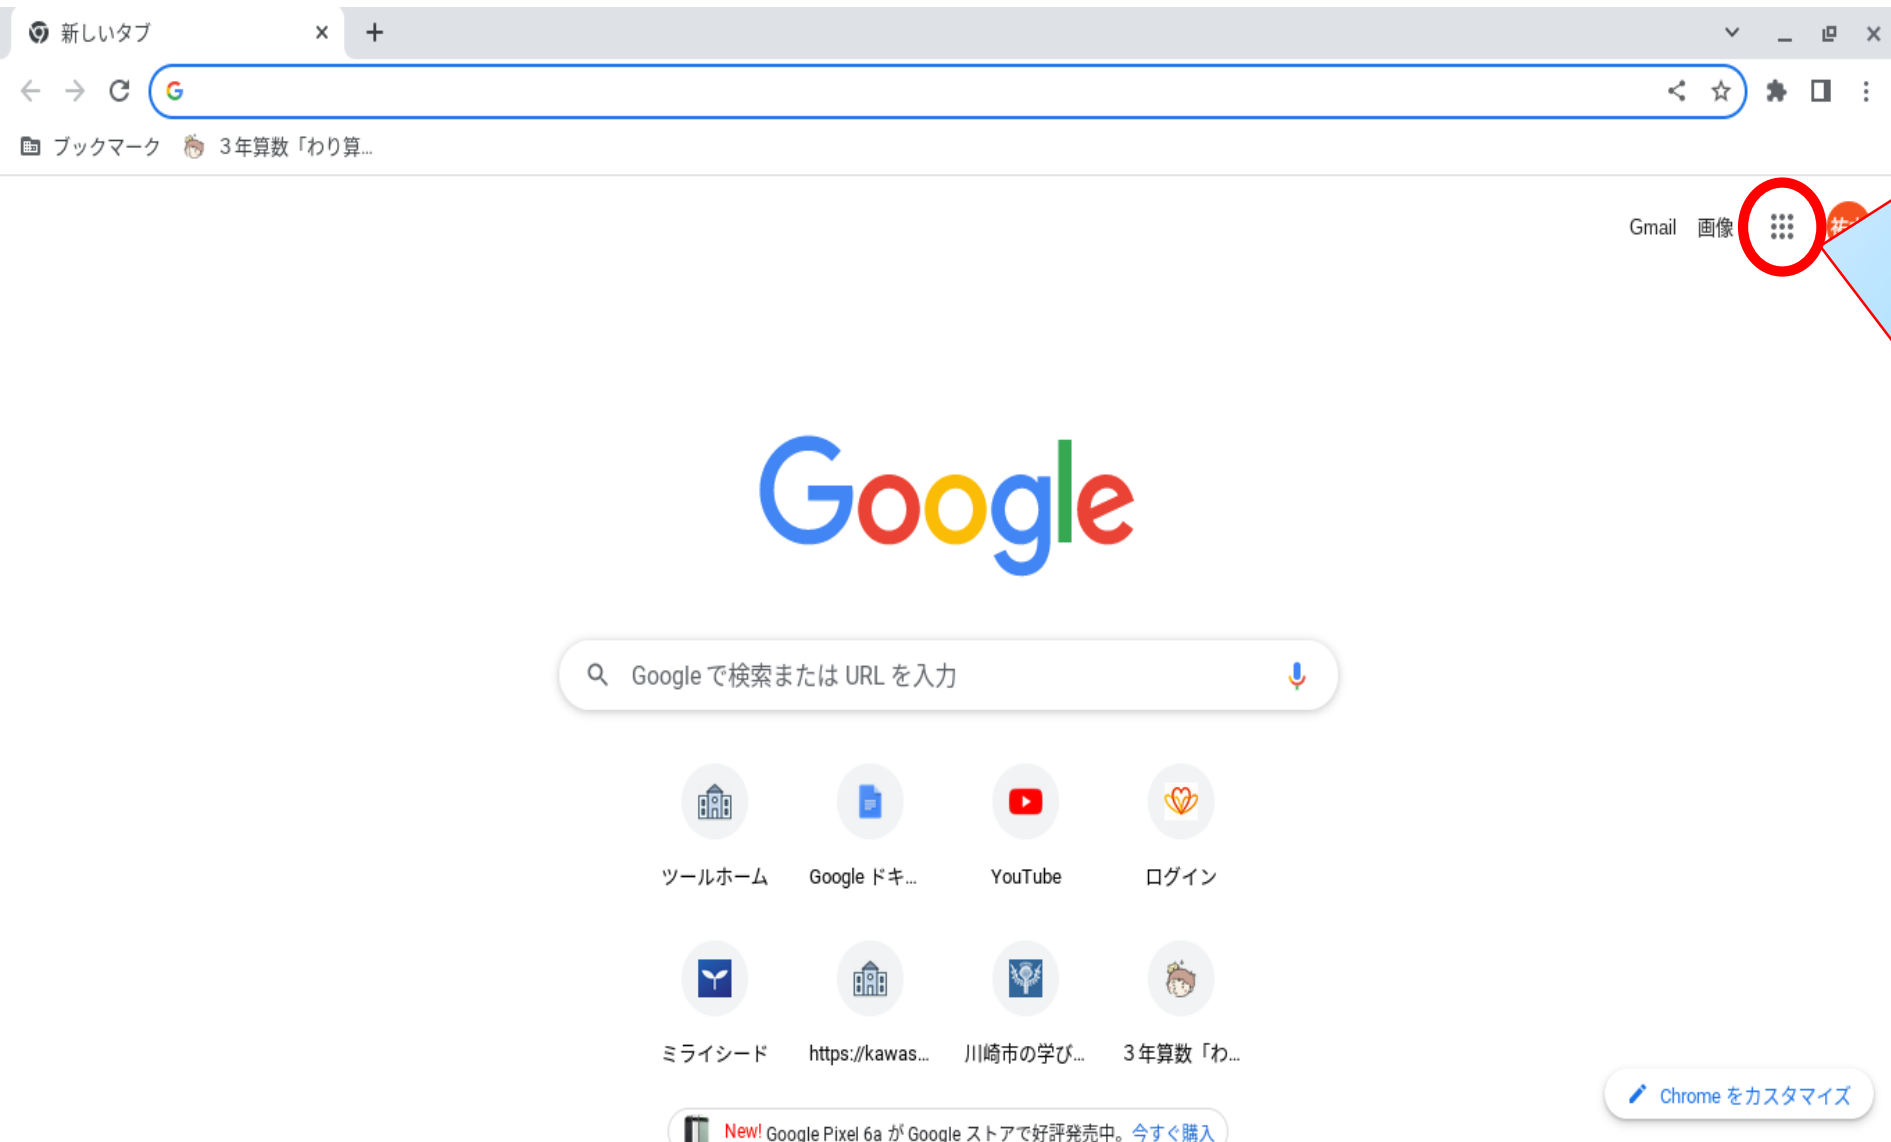 新しいタブ
ブックマーク ３年算数「わり算...
Gmail 画像
Google
Google で検索または URL を入力
ツールホーム Google ドキ... YouTube ログイン
ミライシード https://kawas... 川崎市の学び... ３年算数「わ...
Chrome をカスタマイズ
New! Google Pixel 6a が Google ストアで好評発売中。今すぐ購入